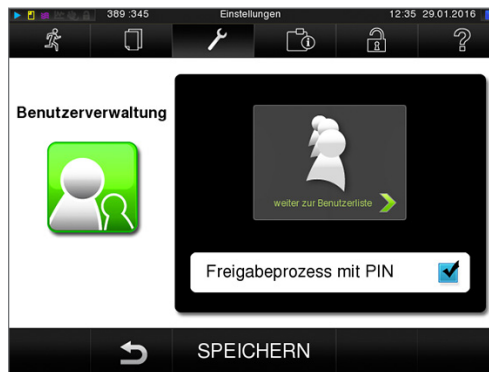 389 :345 Einstellungen 12:35 29.01.2016
Benutzerverwaltung
weiter zur Benutzerliste
Freigabeprozess mit PIN
SPEICHERN